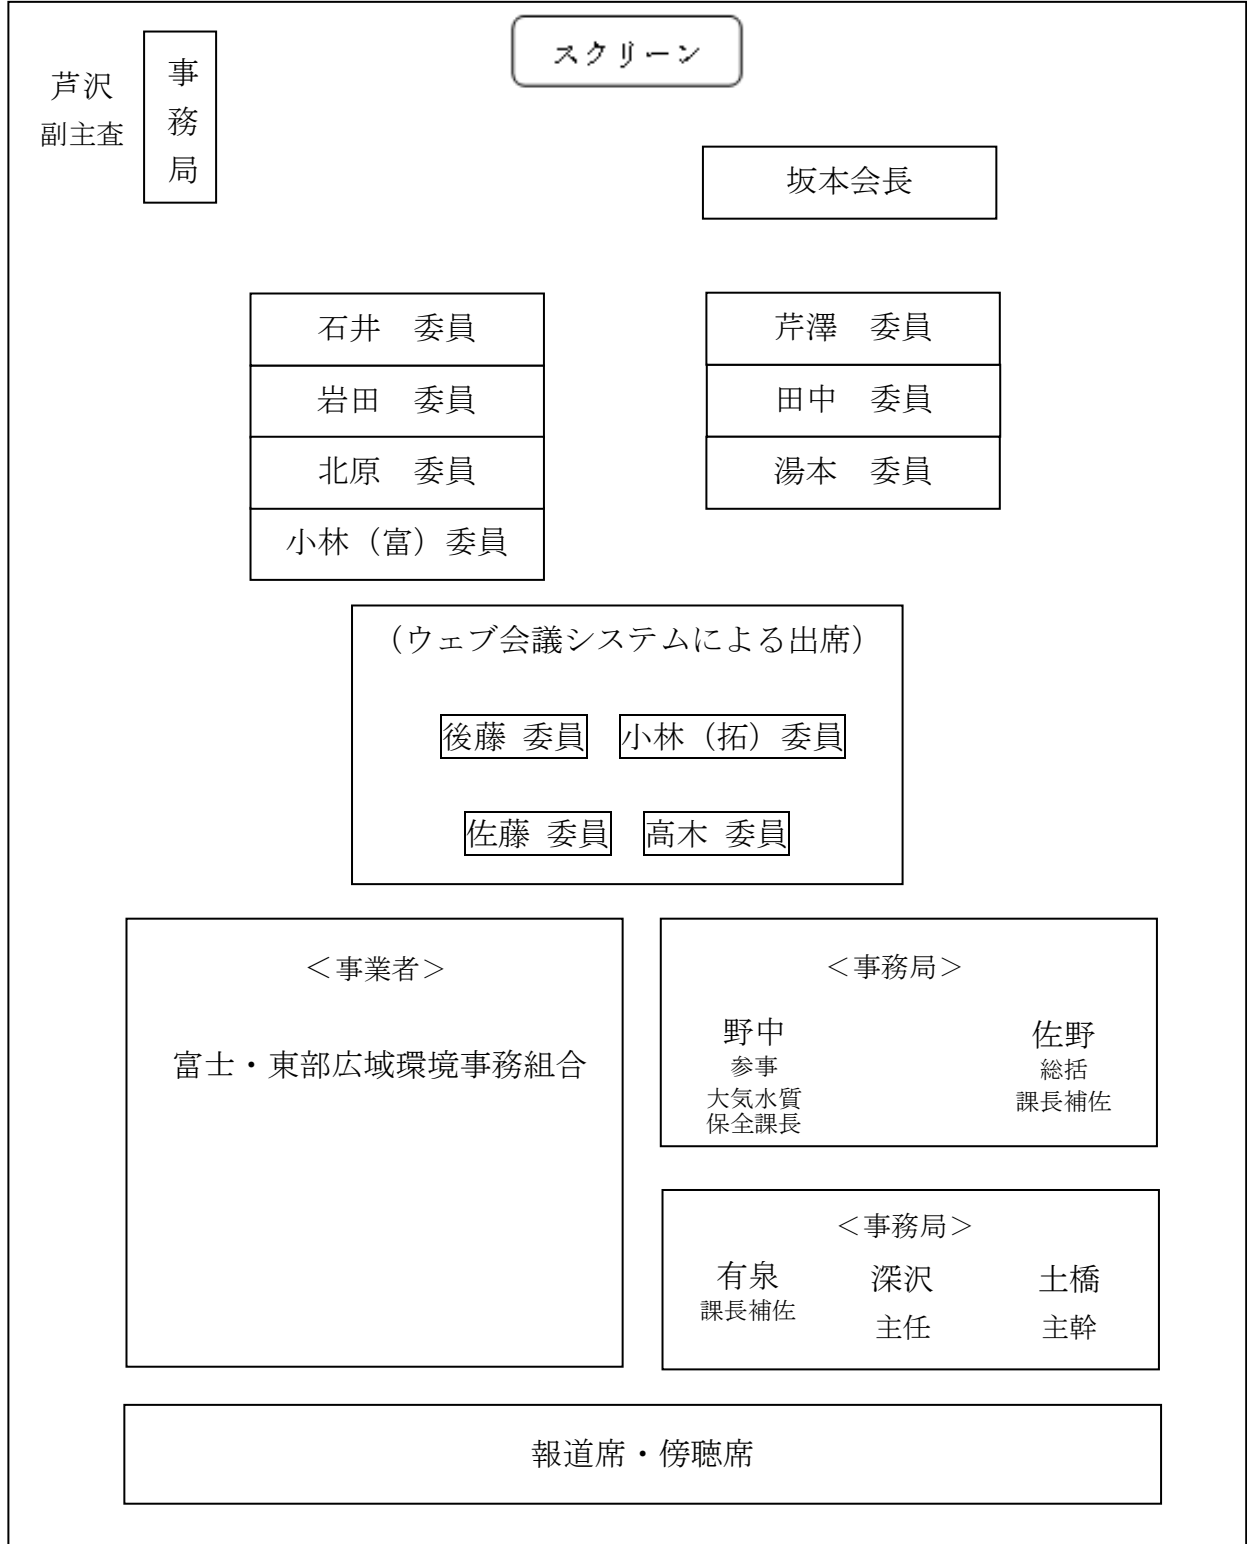 スクリーン
芦沢
副主査
事務局
坂本会長
石井　委員
岩田　委員
北原　委員
小林（富）委員
芹澤　委員
田中　委員
湯本　委員
（ウェブ会議システムによる出席）
後藤 委員
小林（拓）委員
佐藤 委員
高木 委員
＜事業者＞
富士・東部広域環境事務組合
＜事務局＞
野中
参事
大気水質
保全課長
佐野
総括
課長補佐
＜事務局＞
有泉
課長補佐
深沢
主任
土橋
主幹
報道席・傍聴席